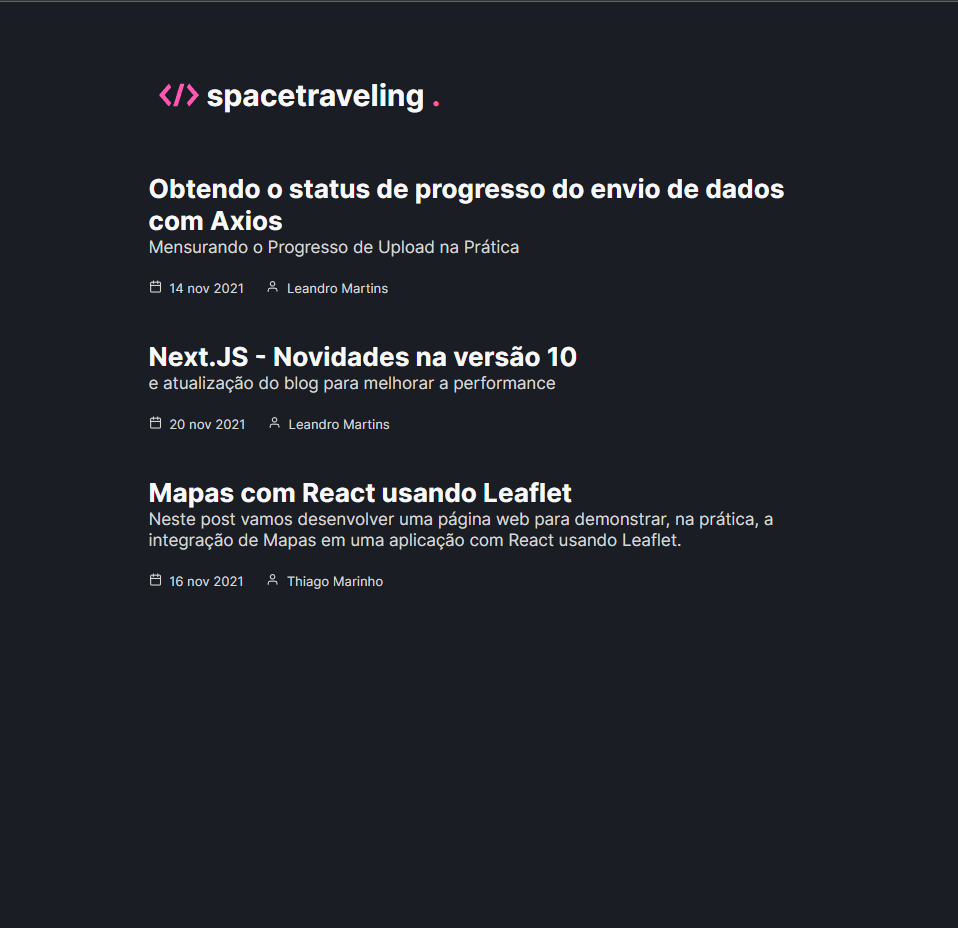 </> spacetraveling .
Obtendo o status de progresso do envio de dados
com Axios
Mensurando o Progresso de Upload na Prática
14 nov 2021 Leandro Martins
Next.JS - Novidades na versão 10
e atualização do blog para melhorar a performance
20 nov 2021 Leandro Martins
Mapas com React usando Leaflet
Neste post vamos desenvolver uma página web para demonstrar, na prática, a
integração de Mapas em uma aplicação com React usando Leaflet.
16 nov 2021 Thiago Marinho